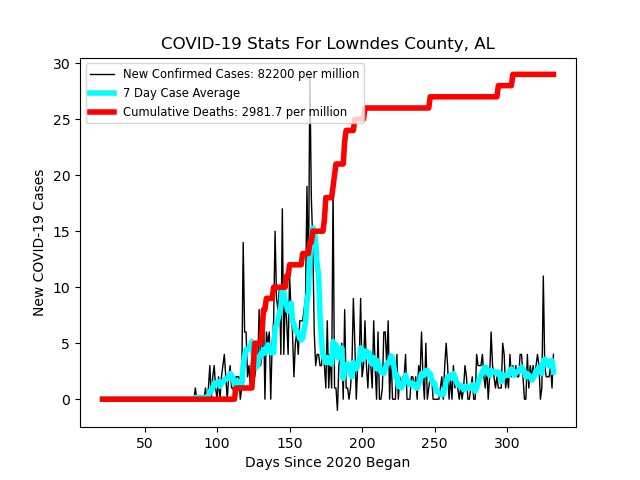 COVID-19 Stats For Lowndes County, AL
New Confirmed Cases: 82200 per million
7 Day Case Average
Cumulative Deaths: 2981.7 per million
New COVID-19 Cases
30
25
20
15
10
5
0
50 100 150 200 250 300
Days Since 2020 Began